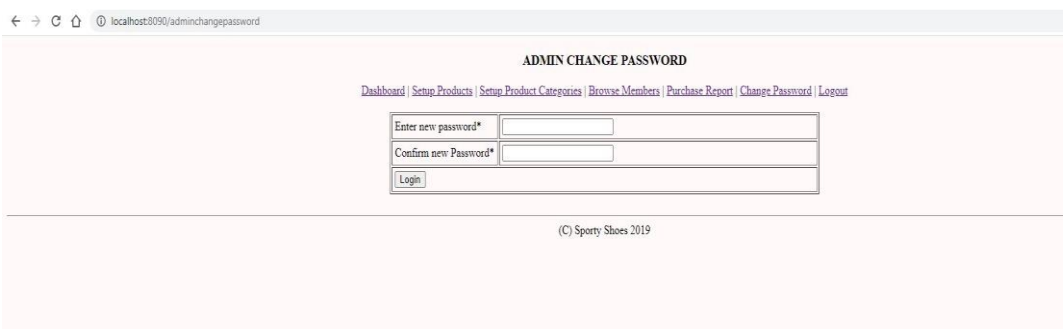 localhost:8090/adminchangepassword
ADMIN CHANGE PASSWORD
Dashboard | Setup Products | Setup Product Categories | Browse Members | Purchase Report | Change Password | Logout
Enter new password*
Confirm new Password*
Login
(C) Sporty Shoes 2019